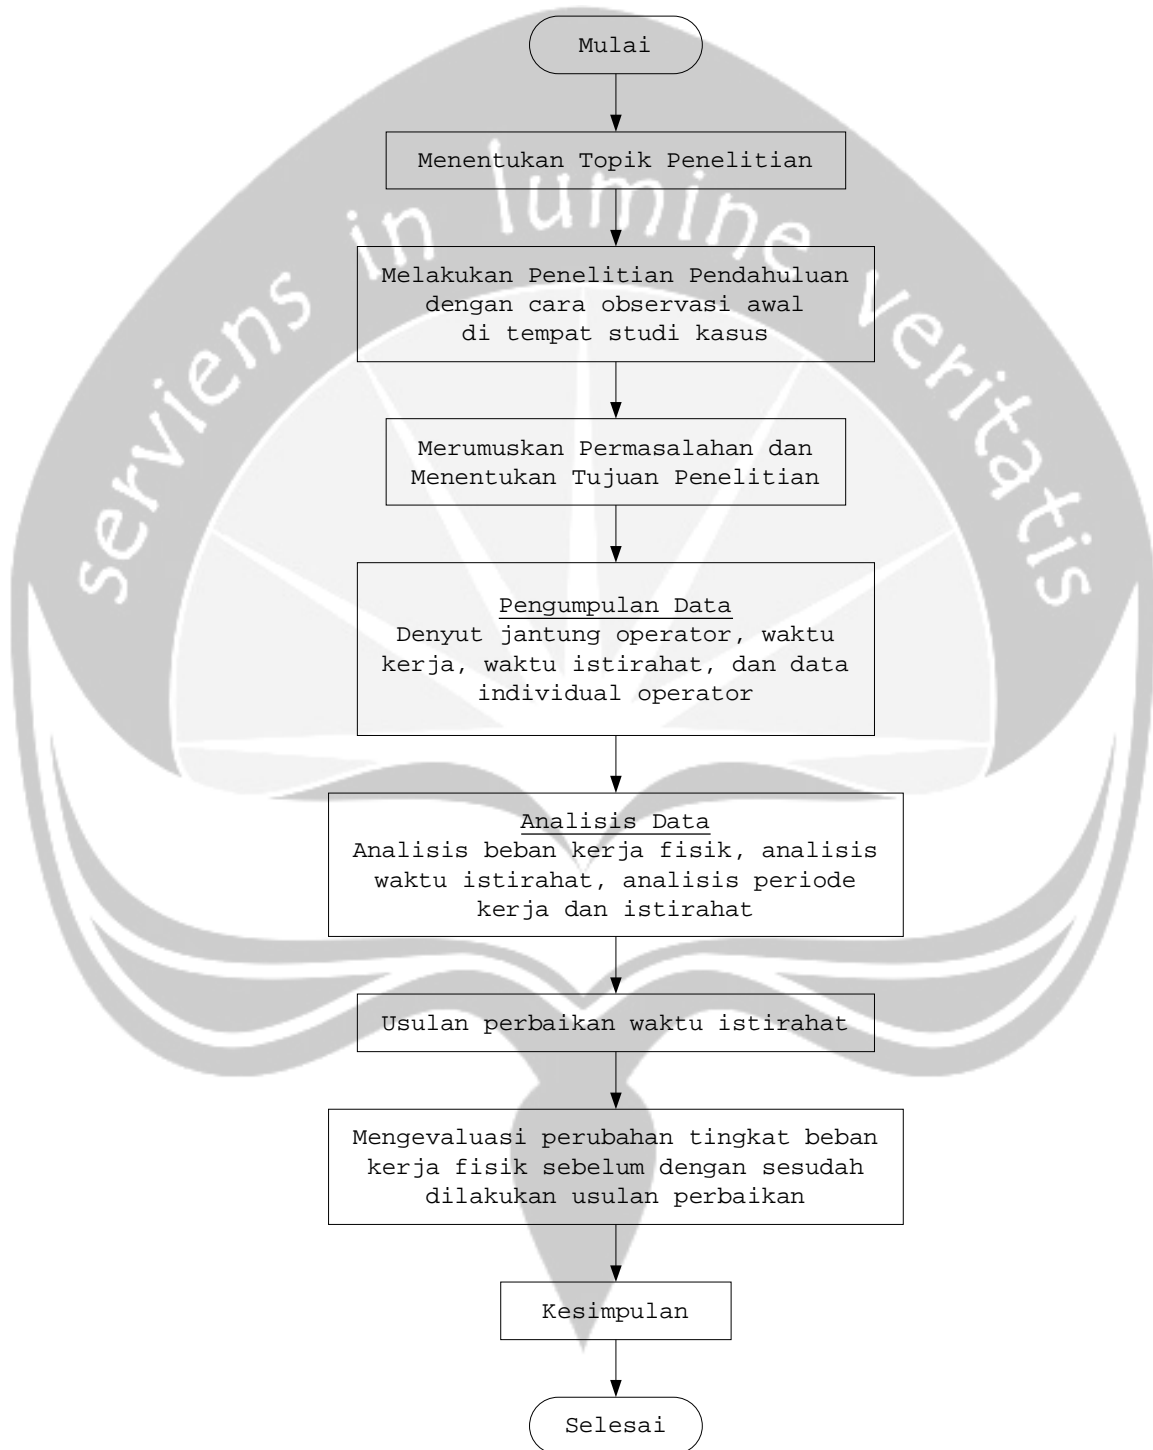 Mulai
Menentukan Topik Penelitian
serviens in lumine veritatis
Melakukan Penelitian Pendahuluan
dengan cara observasi awal
di tempat studi kasus
Merumuskan Permasalahan dan
Menentukan Tujuan Penelitian
Pengumpulan Data
Denyut jantung operator, waktu
kerja, waktu istirahat, dan data
individual operator
Analisis Data
Analisis beban kerja fisik, analisis
waktu istirahat, analisis periode
kerja dan istirahat
Usulan perbaikan waktu istirahat
Mengevaluasi perubahan tingkat beban
kerja fisik sebelum dengan sesudah
dilakukan usulan perbaikan
Kesimpulan
Selesai